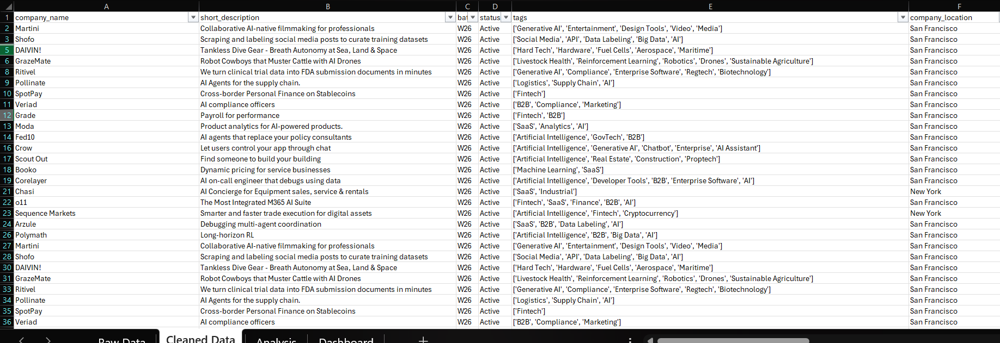 A B C D E F
1 company_name short_description bat status tags company_location
2 Martini Collaborative AI-native filmmaking for professionals W26 Active ['Generative AI', 'Entertainment', 'Design Tools', 'Video', 'Media'] San Francisco
3 Shofo Scraping and labeling social media posts to curate training datasets W26 Active ['Social Media', 'API', 'Data Labeling', 'Big Data', 'AI'] San Francisco
5 DAIVIN! Tankless Dive Gear - Breath Autonomy at Sea, Land & Space W26 Active ['Hard Tech', 'Hardware', 'Fuel Cells', 'Aerospace', 'Maritime'] San Francisco
6 GrazeMate Robot Cowboys that Muster Cattle with AI Drones W26 Active ['Livestock Health', 'Reinforcement Learning', 'Robotics', 'Drones', 'Sustainable Agriculture'] San Francisco
8 Ritivel We turn clinical trial data into FDA submission documents in minutes W26 Active ['Generative AI', 'Compliance', 'Enterprise Software', 'Regtech', 'Biotechnology'] San Francisco
9 Pollinate AI Agents for the supply chain. W26 Active ['Logistics', 'Supply Chain', 'AI'] San Francisco
10 SpotPay Cross-border Personal Finance on Stablecoins W26 Active ['Fintech'] San Francisco
11 Veriad AI compliance officers W26 Active ['B2B', 'Compliance', 'Marketing'] San Francisco
12 Grade Payroll for performance W26 Active ['Fintech', 'B2B'] San Francisco
13 Moda Product analytics for AI-powered products. W26 Active ['SaaS', 'Analytics', 'AI'] San Francisco
14 Fed10 AI agents that replace your policy consultants W26 Active ['Artificial Intelligence', 'GovTech', 'B2B'] San Francisco
16 Crow Let users control your app through chat W26 Active ['Artificial Intelligence', 'Generative AI', 'Chatbot', 'Enterprise', 'AI Assistant'] San Francisco
17 Scout Out Find someone to build your building W26 Active ['Artificial Intelligence', 'Real Estate', 'Construction', 'Proptech'] San Francisco
18 Booko Dynamic pricing for service businesses W26 Active ['Machine Learning', 'SaaS'] San Francisco
19 Corelayer AI on-call engineer that debugs using data W26 Active ['Artificial Intelligence', 'Developer Tools', 'B2B', 'Enterprise Software', 'AI'] San Francisco
21 Chasi AI Concierge for Equipment sales, service & rentals W26 Active ['SaaS', 'Industrial'] New York
22 o11 The Most Integrated M365 AI Suite W26 Active ['Fintech', 'SaaS', 'Finance', 'B2B', 'AI'] San Francisco
23 Sequence Markets Smarter and faster trade execution for digital assets W26 Active ['Artificial Intelligence', 'Fintech', 'Cryptocurrency'] New York
24 Arzule Debugging multi-agent coordination W26 Active ['SaaS', 'B2B', 'Data Labeling', 'AI'] San Francisco
26 Polymath Long-horizon RL W26 Active ['Artificial Intelligence', 'B2B', 'Big Data', 'AI'] San Francisco
27 Martini Collaborative AI-native filmmaking for professionals W26 Active ['Generative AI', 'Entertainment', 'Design Tools', 'Video', 'Media'] San Francisco
28 Shofo Scraping and labeling social media posts to curate training datasets W26 Active ['Social Media', 'API', 'Data Labeling', 'Big Data', 'AI'] San Francisco
30 DAIVIN! Tankless Dive Gear - Breath Autonomy at Sea, Land & Space W26 Active ['Hard Tech', 'Hardware', 'Fuel Cells', 'Aerospace', 'Maritime'] San Francisco
31 GrazeMate Robot Cowboys that Muster Cattle with AI Drones W26 Active ['Livestock Health', 'Reinforcement Learning', 'Robotics', 'Drones', 'Sustainable Agriculture'] San Francisco
33 Ritivel We turn clinical trial data into FDA submission documents in minutes W26 Active ['Generative AI', 'Compliance', 'Enterprise Software', 'Regtech', 'Biotechnology'] San Francisco
34 Pollinate AI Agents for the supply chain. W26 Active ['Logistics', 'Supply Chain', 'AI'] San Francisco
35 SpotPay Cross-border Personal Finance on Stablecoins W26 Active ['Fintech'] San Francisco
36 Veriad AI compliance officers W26 Active ['B2B', 'Compliance', 'Marketing'] San Francisco
Raw Data Cleaned Data Analysis Dashboard